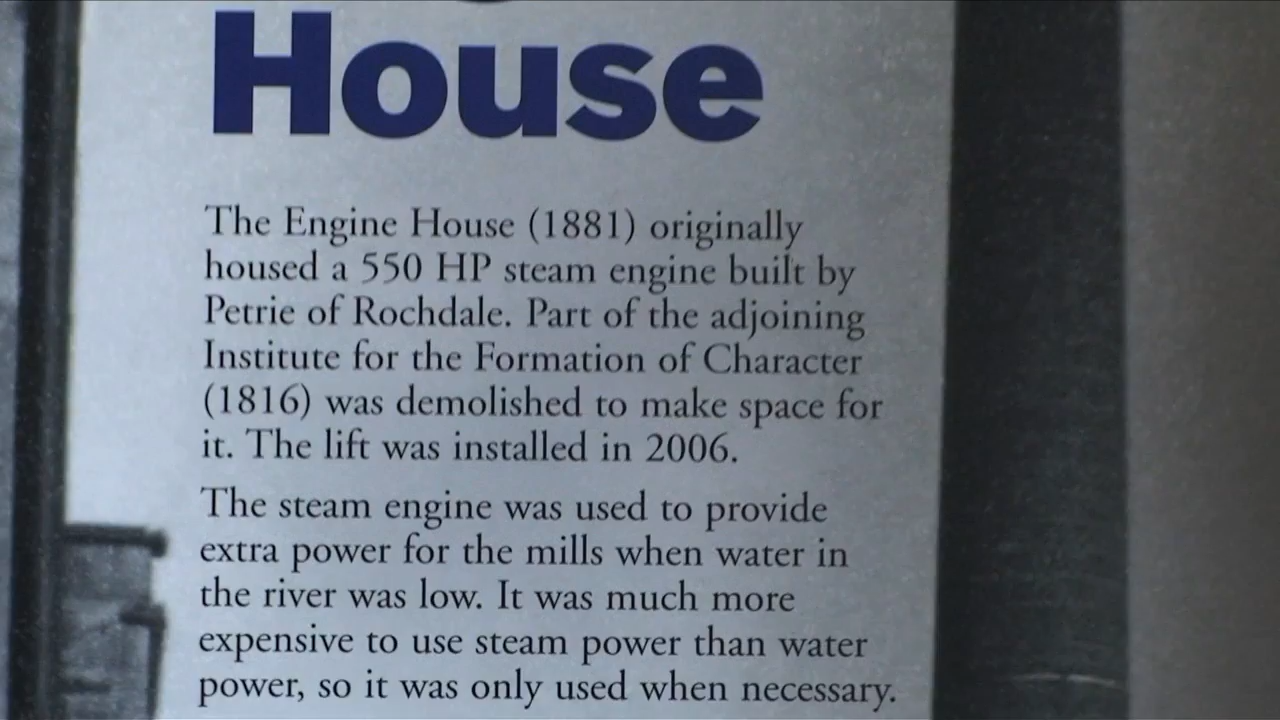 House
The Engine House (1881) originally
housed a 550 HP steam engine built by
Petrie of Rochdale. Part of the adjoining
Institute for the Formation of Character
(1816) was demolished to make space for
it. The lift was installed in 2006.
The steam engine was used to provide
extra power for the mills when water in
the river was low. It was much more
expensive to use steam power than water
power, so it was only used when necessary.